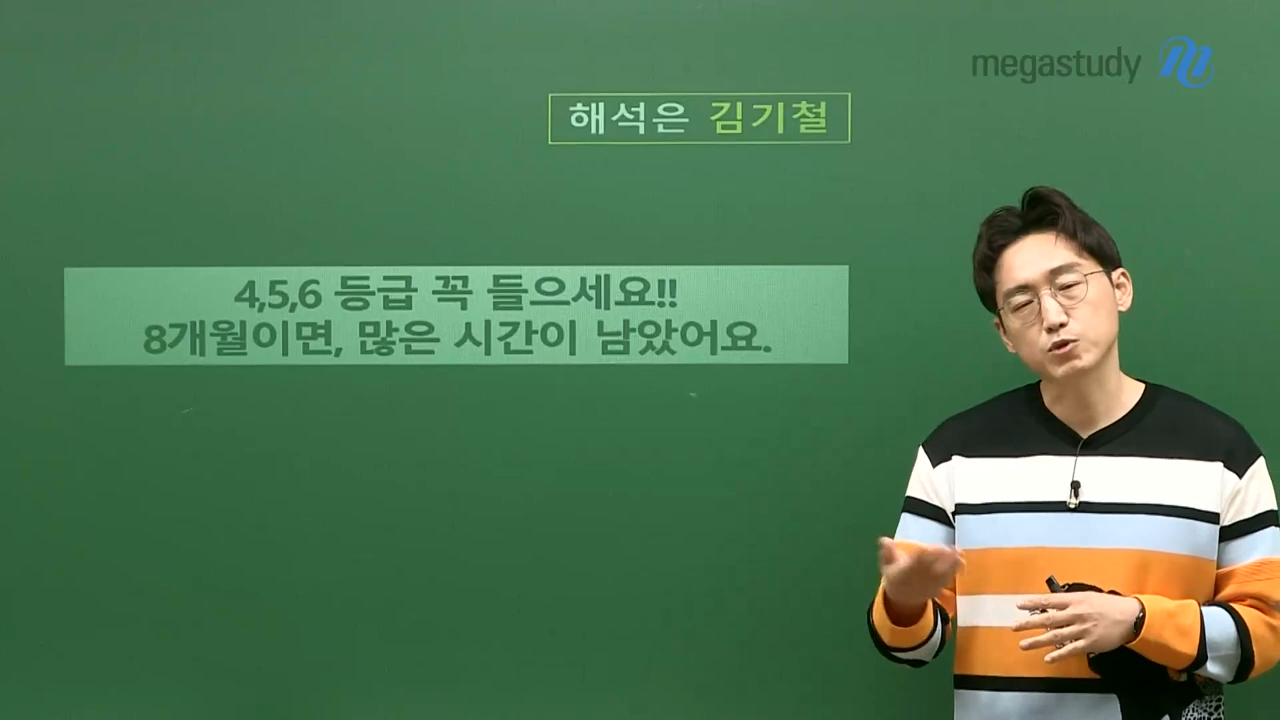 megastudy
해석은 김기철
4,5,6 등급 꼭 들으세요!!
8개월이면, 많은 시간이 남았어요.